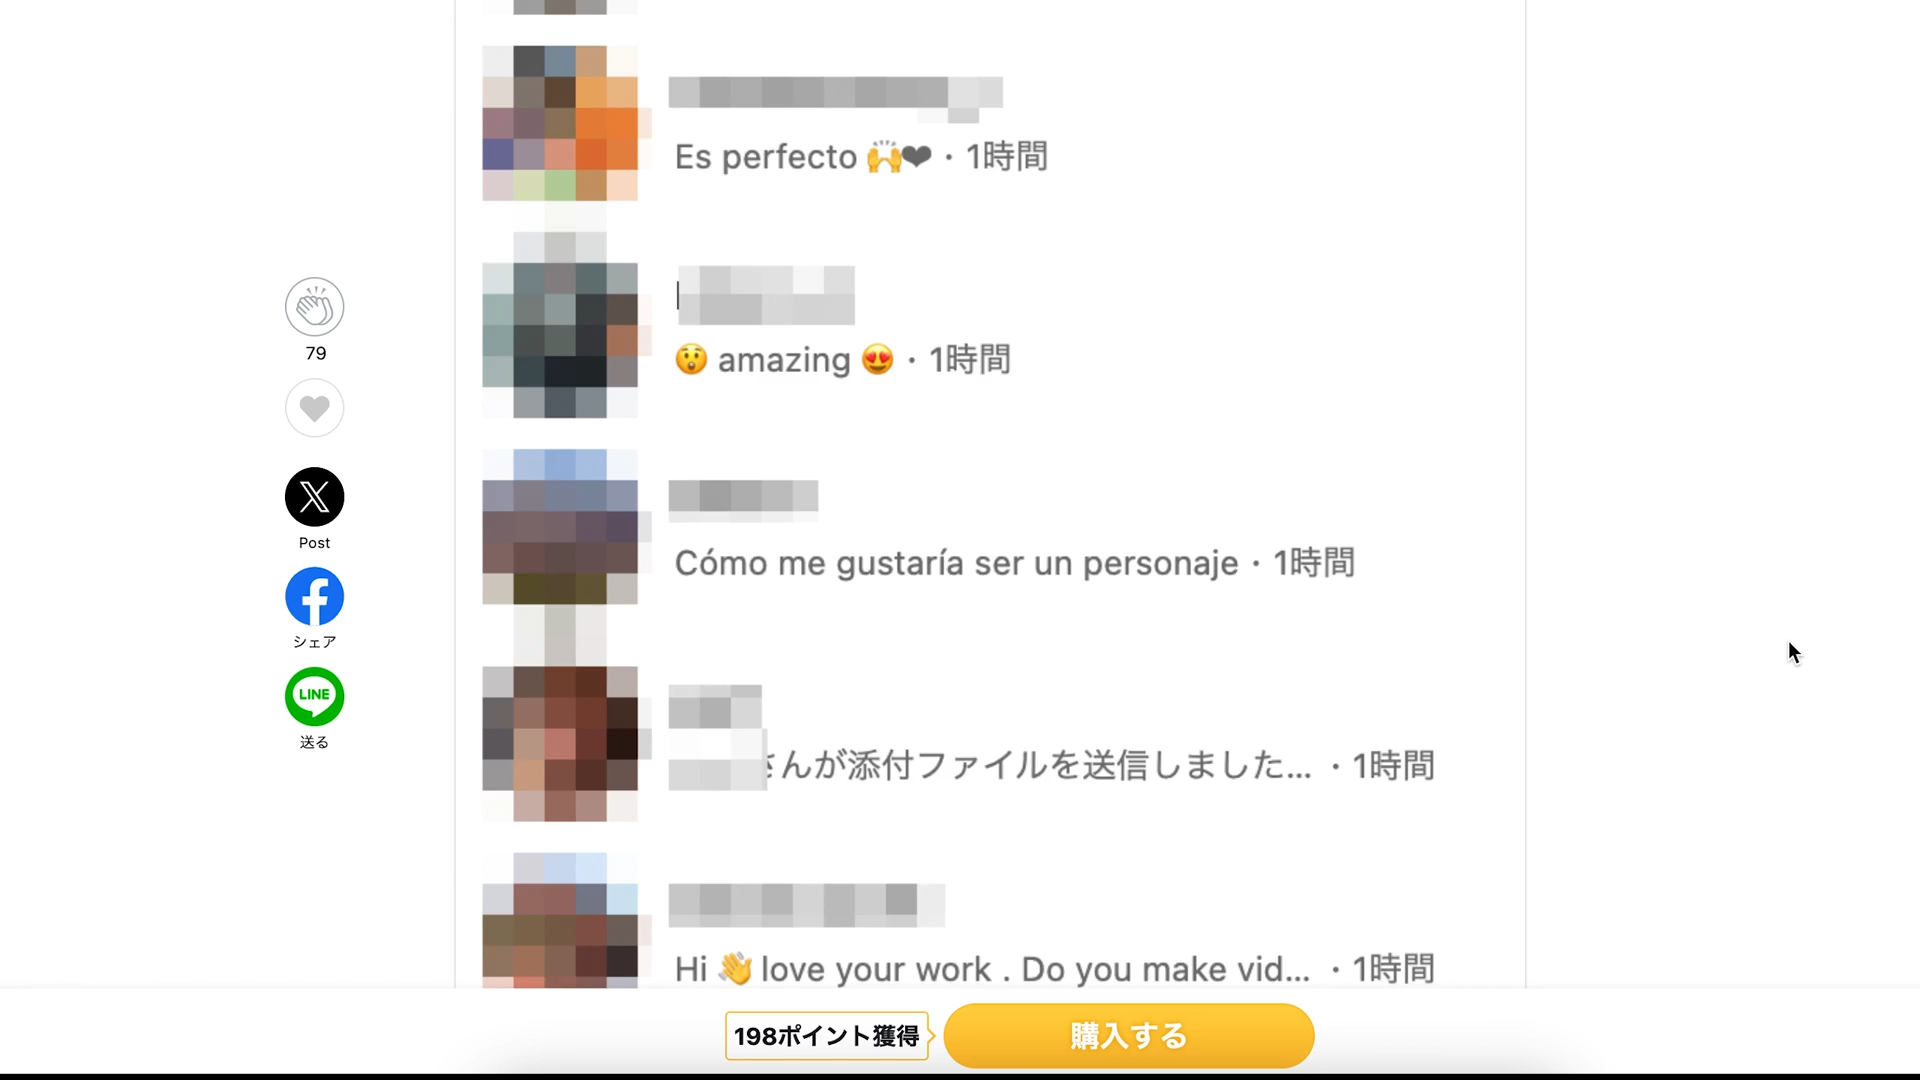 Es perfecto 🙌❤ · 1時間
😲 amazing 😍 · 1時間
79
Post
Cómo me gustaría ser un personaje · 1時間
シェア
LINE
送る
さんが添付ファイルを送信しました... · 1時間
Hi 👋 love your work . Do you make vid... · 1時間
198ポイント獲得
購入する